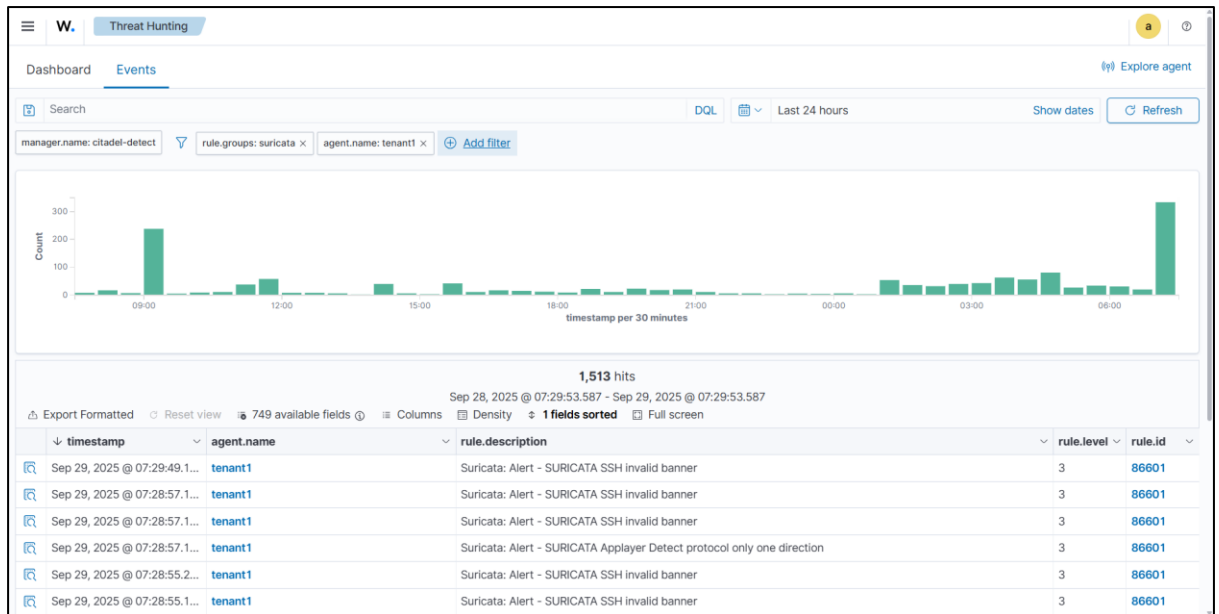 W. Threat Hunting a
Dashboard Events Explore agent
Search DQL Last 24 hours Show dates Refresh
manager.name: citadel-detect rule.groups: suricata × agent.name: tenant1 × Add filter
Count
300
200
100
0
09:00 12:00 15:00 18:00 21:00 00:00 03:00 06:00
timestamp per 30 minutes
1,513 hits
Sep 28, 2025 @ 07:29:53.587 - Sep 29, 2025 @ 07:29:53.587
Export Formatted Reset view 749 available fields Columns Density 1 fields sorted Full screen
timestamp agent.name rule.description rule.level rule.id
Sep 29, 2025 @ 07:29:49.1... tenant1 Suricata: Alert - SURICATA SSH invalid banner 3 86601
Sep 29, 2025 @ 07:28:57.1... tenant1 Suricata: Alert - SURICATA SSH invalid banner 3 86601
Sep 29, 2025 @ 07:28:57.1... tenant1 Suricata: Alert - SURICATA SSH invalid banner 3 86601
Sep 29, 2025 @ 07:28:57.1... tenant1 Suricata: Alert - SURICATA Applayer Detect protocol only one direction 3 86601
Sep 29, 2025 @ 07:28:55.2... tenant1 Suricata: Alert - SURICATA SSH invalid banner 3 86601
Sep 29, 2025 @ 07:28:55.1... tenant1 Suricata: Alert - SURICATA SSH invalid banner 3 86601